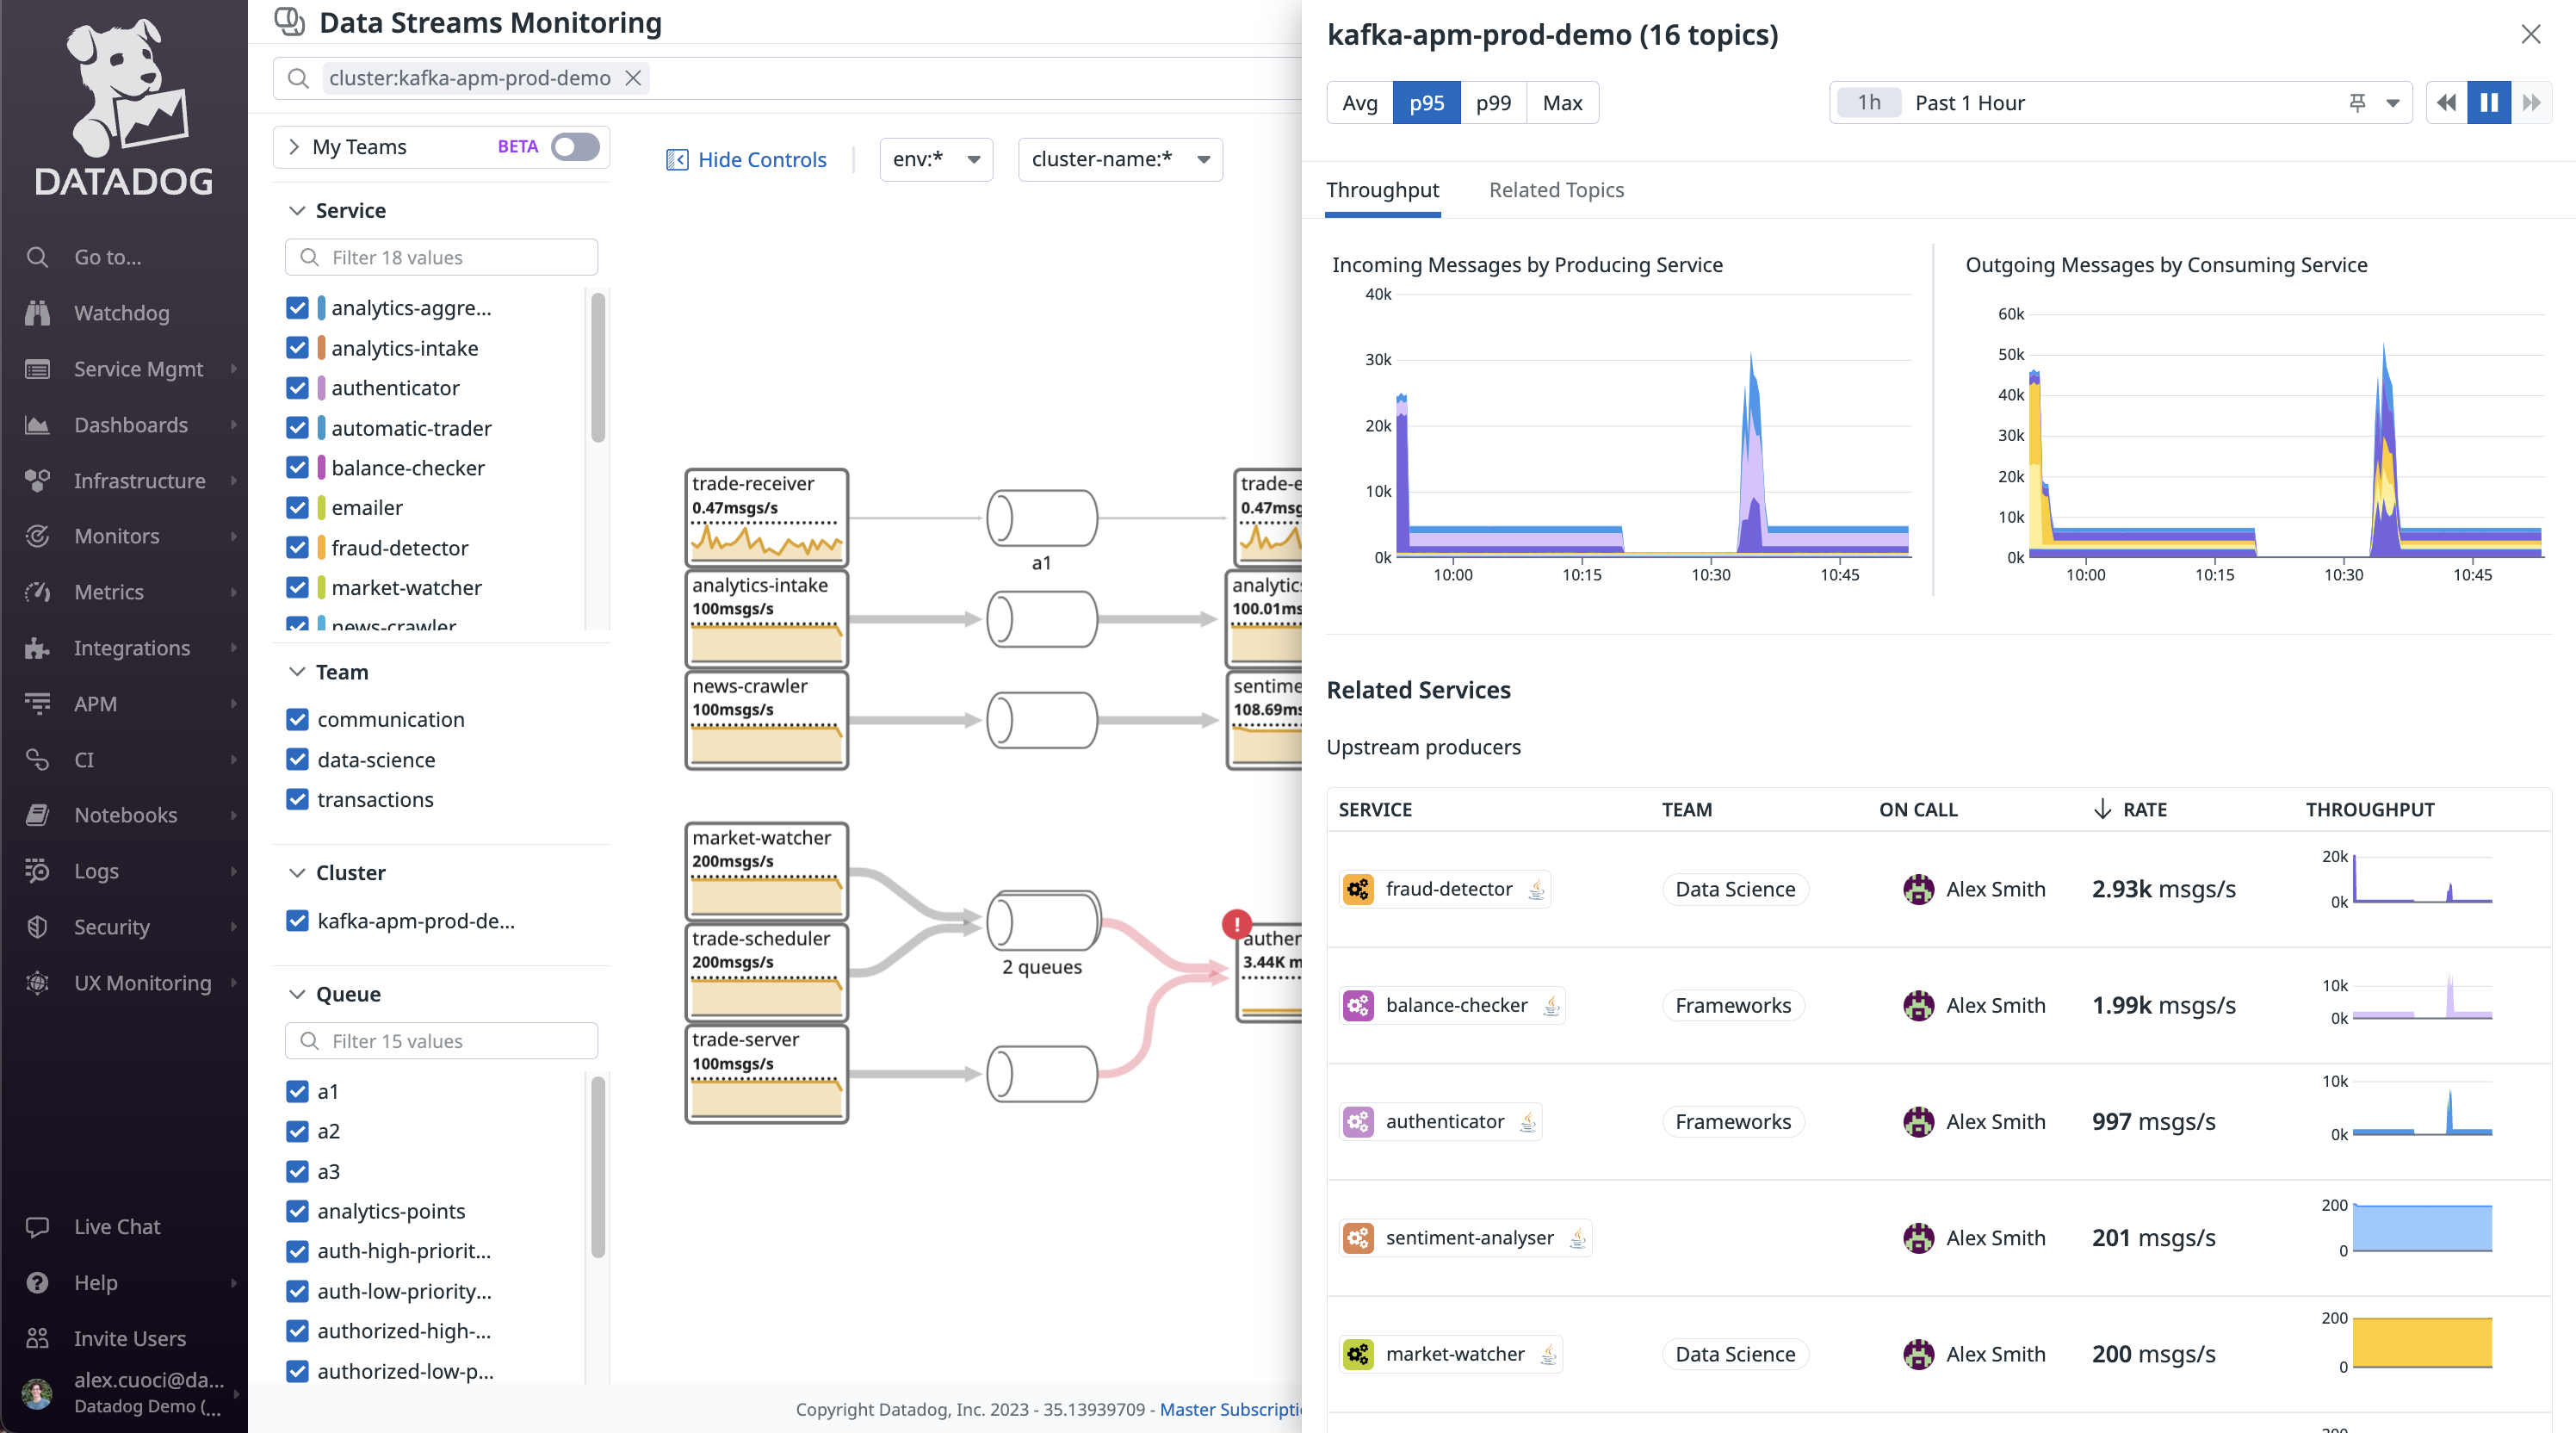 DATADOG
Go to...
Watchdog
Service Mgmt
Dashboards
Infrastructure
Monitors
Metrics
Integrations
APM
CI
Notebooks
Logs
Security
UX Monitoring
Live Chat
Help
Invite Users
alex.cuoci@da...
Datadog Demo (...
Data Streams Monitoring
cluster:kafka-apm-prod-demo
My Teams BETA
Service
Filter 18 values
analytics-aggre...
analytics-intake
authenticator
automatic-trader
balance-checker
emailer
fraud-detector
market-watcher
news-crawler
Team
communication
data-science
transactions
Cluster
kafka-apm-prod-de...
Queue
Filter 15 values
a1
a2
a3
analytics-points
auth-high-priorit...
auth-low-priority...
authorized-high-...
authorized-low-p...
Hide Controls
env:*
cluster-name:*
trade-receiver
0.47msgs/s
a1
trade-e
0.47msg
analytics-intake
100msgs/s
analytics
100.01ms
news-crawler
100msgs/s
sentime
108.69ms
market-watcher
200msgs/s
trade-scheduler
200msgs/s
2 queues
!
authen
3.44K m
trade-server
100msgs/s
Copyright Datadog, Inc. 2023 - 35.13939709 - Master Subscripti
kafka-apm-prod-demo (16 topics)
Avg p95 p99 Max
1h Past 1 Hour
Throughput Related Topics
Incoming Messages by Producing Service
40k
30k
20k
10k
0k
10:00 10:15 10:30 10:45
Outgoing Messages by Consuming Service
60k
50k
40k
30k
20k
10k
0k
10:00 10:15 10:30 10:45
Related Services
Upstream producers
SERVICE TEAM ON CALL RATE THROUGHPUT
fraud-detector Data Science Alex Smith 2.93k msgs/s
20k
0k
balance-checker Frameworks Alex Smith 1.99k msgs/s
10k
0k
authenticator Frameworks Alex Smith 997 msgs/s
10k
0k
sentiment-analyser Alex Smith 201 msgs/s
200
0
market-watcher Data Science Alex Smith 200 msgs/s
200
0